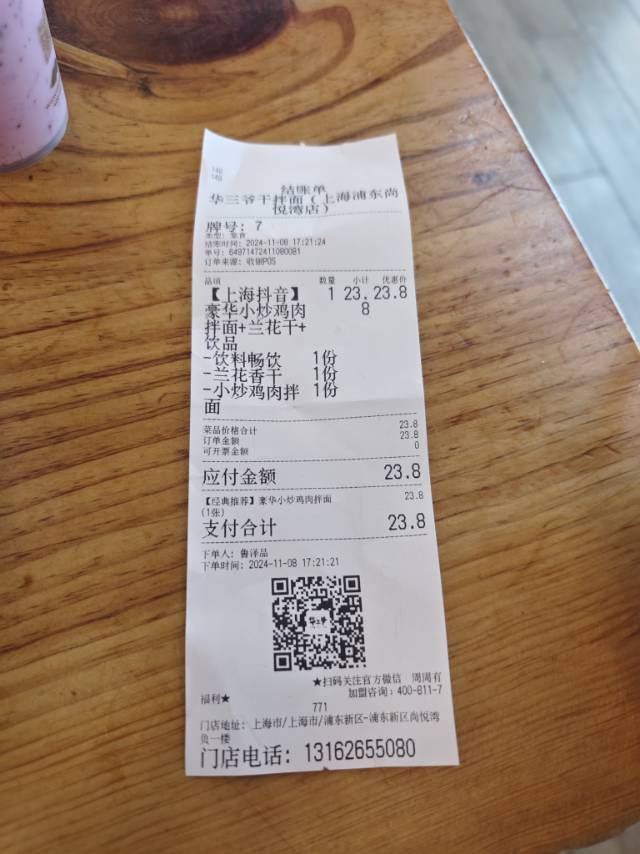 结账单
华三爷干拌面（上海浦东尚
悦湾店）
牌号: 7
类型: 堂食
结账时间: 2024-11-08 17:21:24
单号: 64971472411080081
订单来源: 收银POS
品项 数量 小计 优惠价
【上海抖音】 1 23. 23.8
豪华小炒鸡肉 8
拌面+兰花干+
饮品
-饮料畅饮 1份
-兰花香干 1份
-小炒鸡肉拌 1份
面
菜品价格合计 23.8
订单金额 23.8
可开票金额 0
应付金额 23.8
【经典推荐】豪华小炒鸡肉拌面 23.8
(1张)
支付合计 23.8
下单人: 鲁泽品
下单时间: 2024-11-08 17:21:21
★扫码关注官方微信 周周有
福利★ 加盟咨询: 400-811-7
771
门店地址: 上海市/上海市/浦东新区-浦东新区尚悦湾
负一楼
门店电话: 13162655080